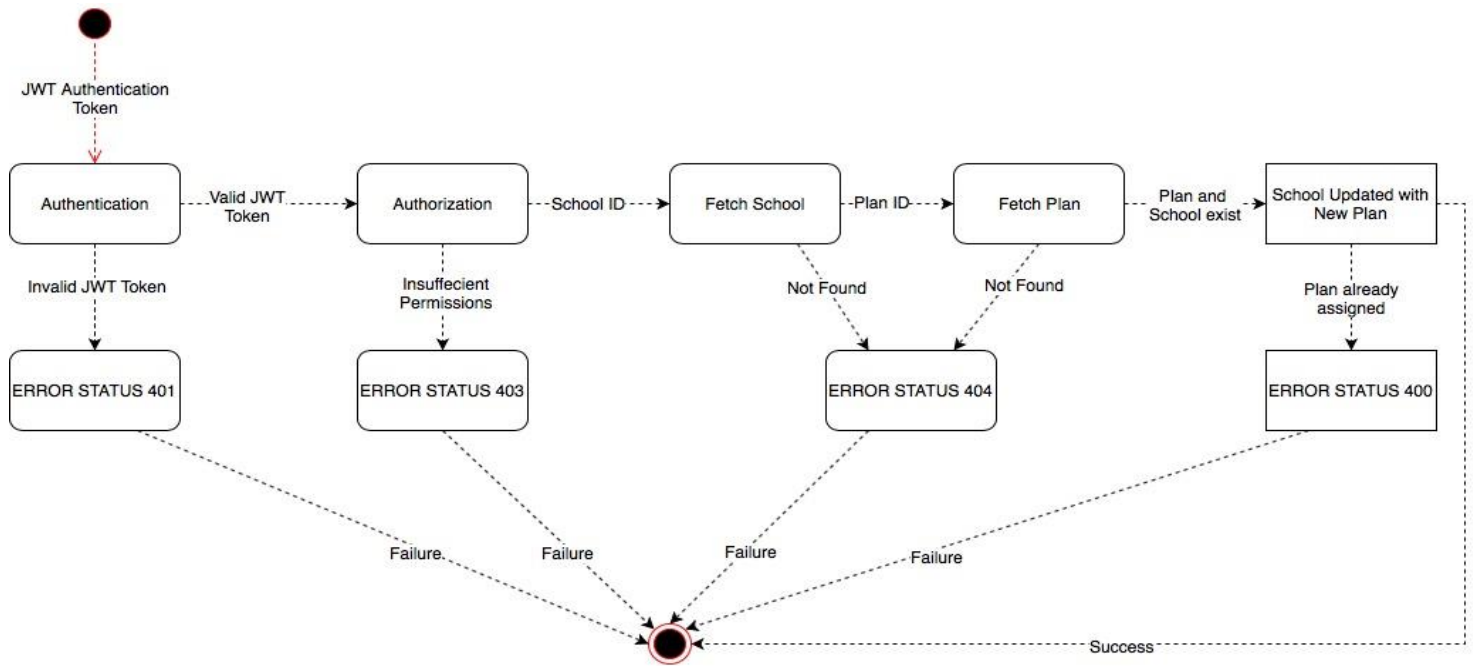 JWT Authentication
Token
Authentication
Valid JWT
Token
Authorization
School ID
Fetch School
Plan ID
Fetch Plan
Plan and
School exist
School Updated with
New Plan
Invalid JWT Token
Insuffecient
Permissions
Not Found
Not Found
Plan already
assigned
ERROR STATUS 401
ERROR STATUS 403
ERROR STATUS 404
ERROR STATUS 400
Failure
Failure
Failure
Failure
Success